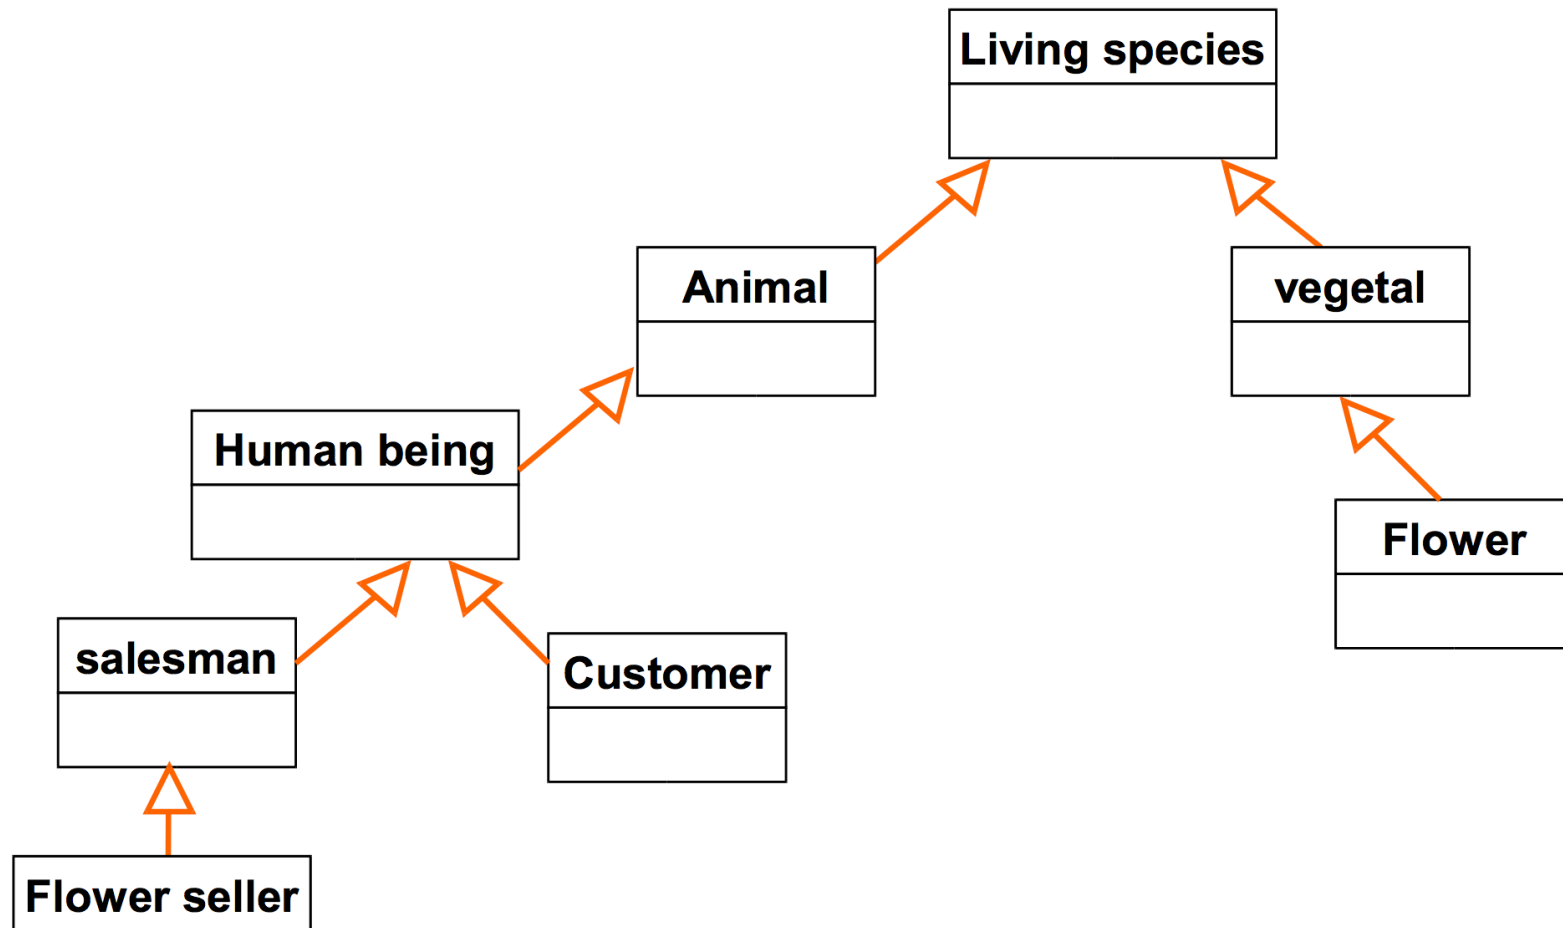 Living species
Animal
vegetal
Human being
Flower
salesman
Customer
Flower seller